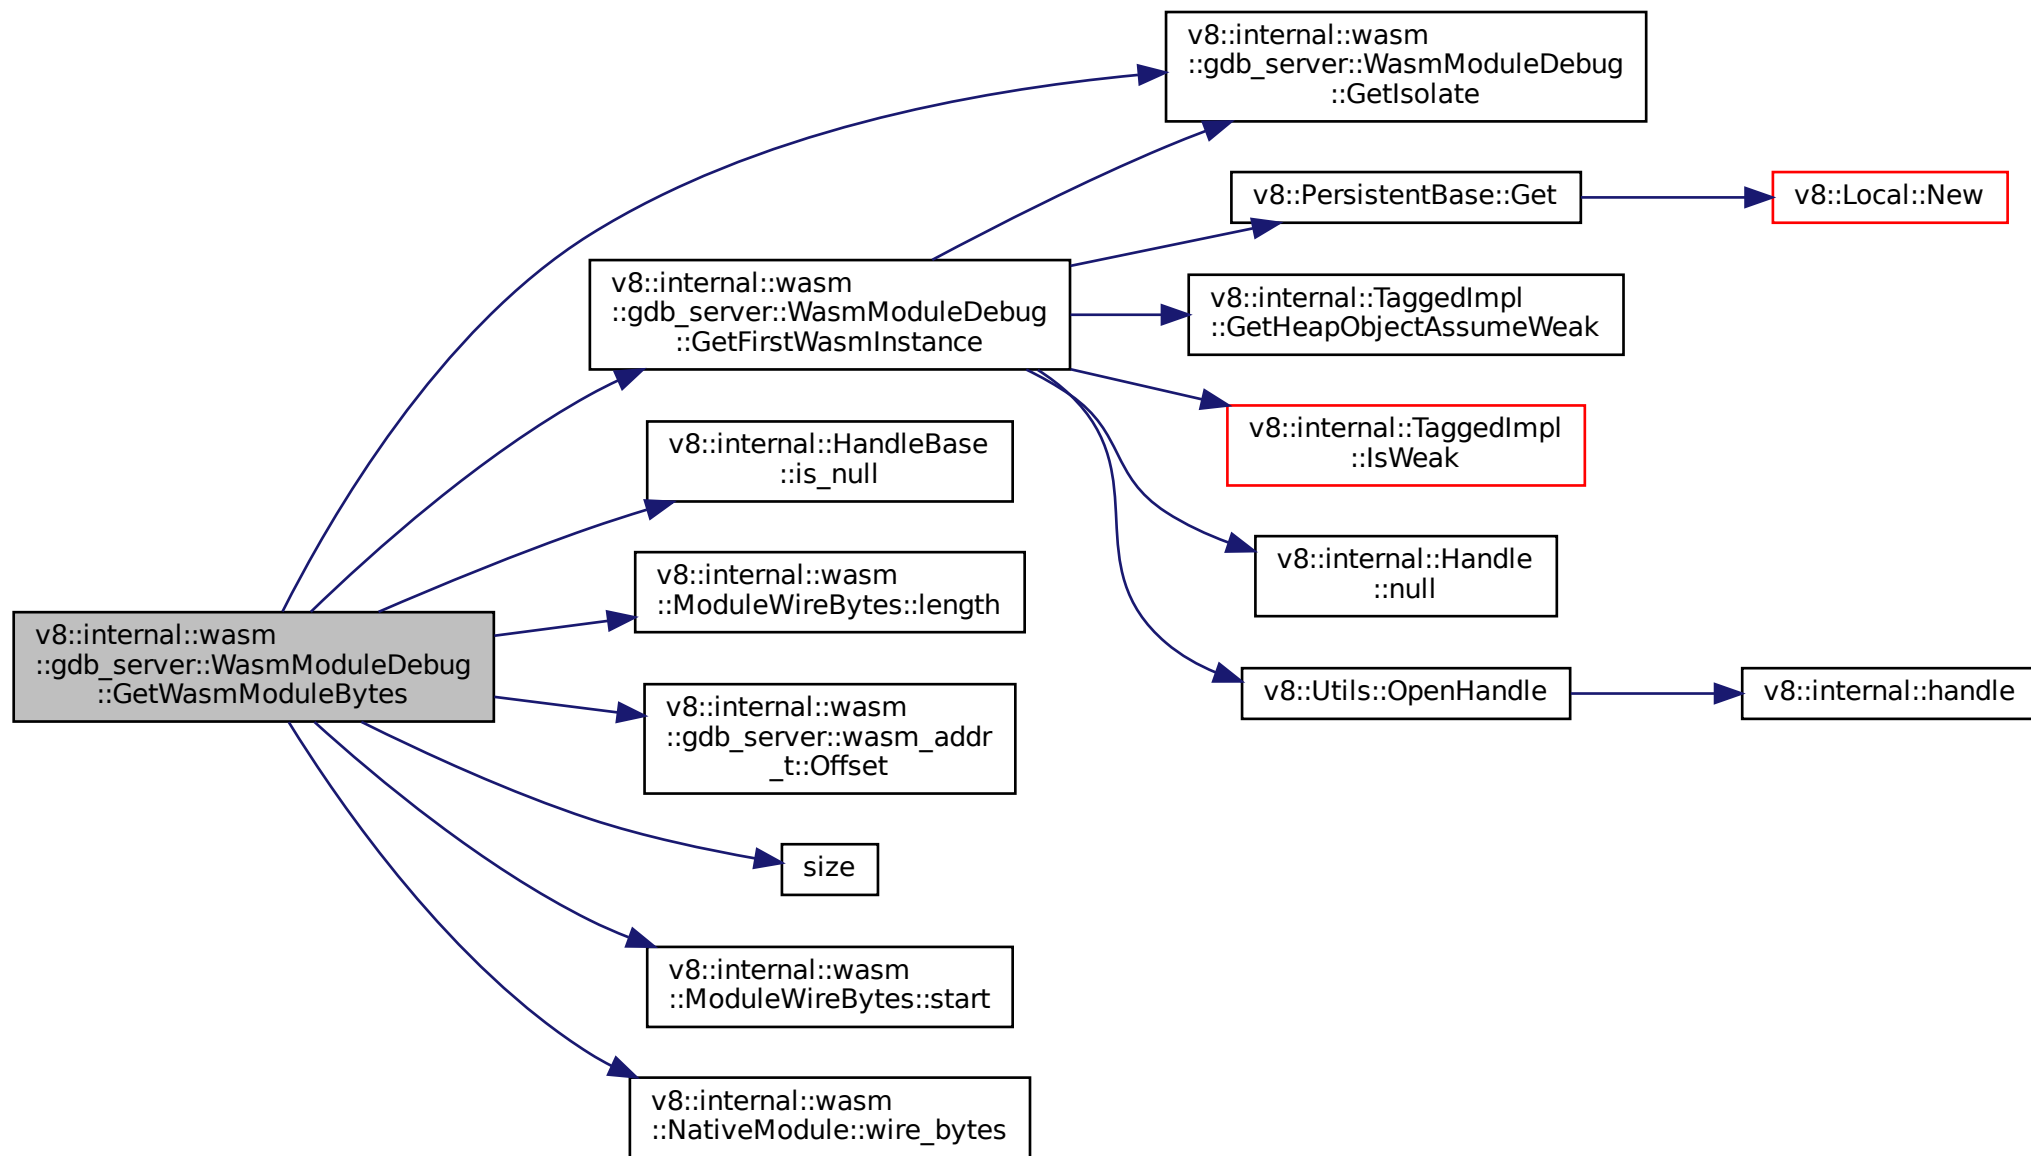 v8::internal::wasm
::gdb_server::WasmModuleDebug
::GetWasmModuleBytes
v8::internal::wasm
::gdb_server::WasmModuleDebug
::GetIsolate
v8::internal::wasm
::gdb_server::WasmModuleDebug
::GetFirstWasmInstance
v8::PersistentBase::Get
v8::Local::New
v8::internal::TaggedImpl
::GetHeapObjectAssumeWeak
v8::internal::TaggedImpl
::IsWeak
v8::internal::Handle
::null
v8::Utils::OpenHandle
v8::internal::handle
v8::internal::HandleBase
::is_null
v8::internal::wasm
::ModuleWireBytes::length
v8::internal::wasm
::gdb_server::wasm_addr
_t::Offset
size
v8::internal::wasm
::ModuleWireBytes::start
v8::internal::wasm
::NativeModule::wire_bytes